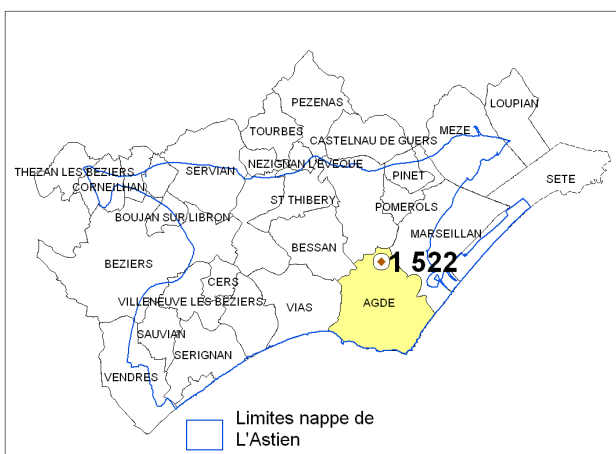 LOUPIAN
PEZENAS
TOURBES
MEZE
CASTELNAU DE GUERS
NEZIGNAN L'EVEQUE
THEZAN LES BEZIERS
SERVIAN
PINET
SETE
CORNEILHAN
ST THIBERY
POMEROLS
BOUJAN SUR LIBRON
MARSEILLAN
BESSAN
BEZIERS
1 522
CERS
VILLENEUVE LES BEZIERS
VIAS
AGDE
SAUVIAN
SERIGNAN
VENDRES
Limites nappe de
L'Astien